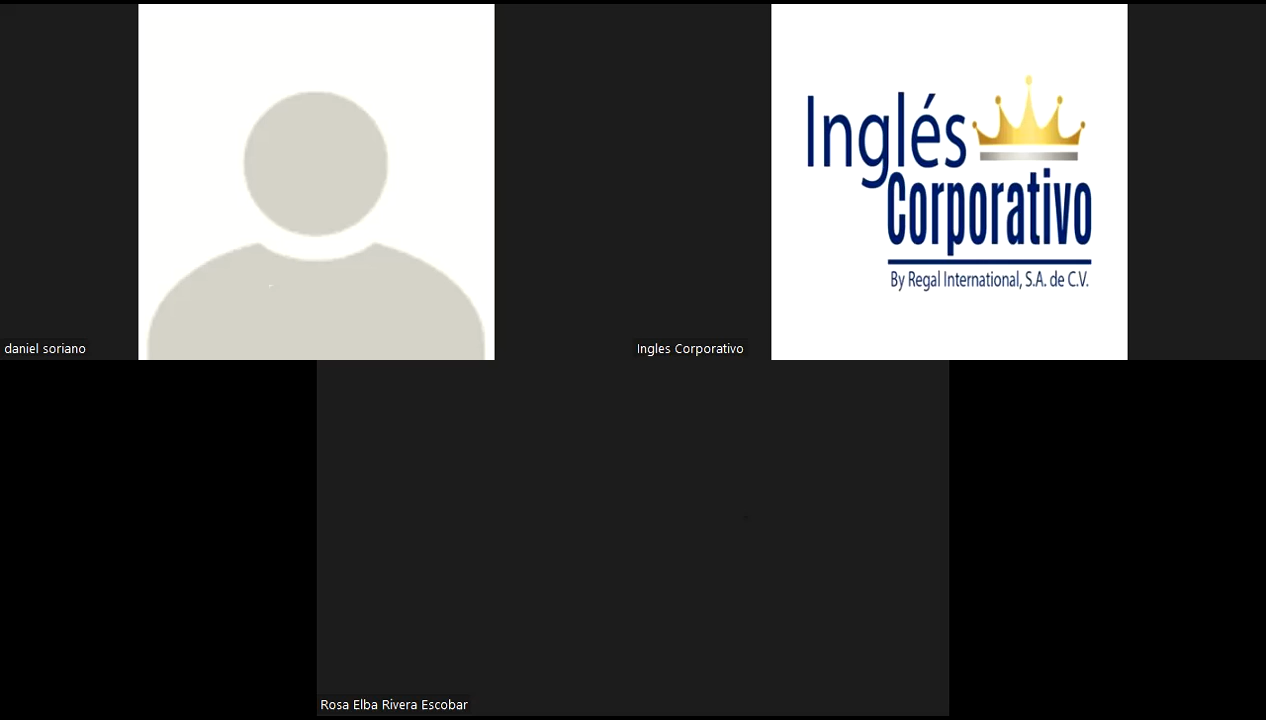 Inglés
Corporativo
By Regal International, S.A. de C.V.
daniel soriano
Ingles Corporativo
Rosa Elba Rivera Escobar